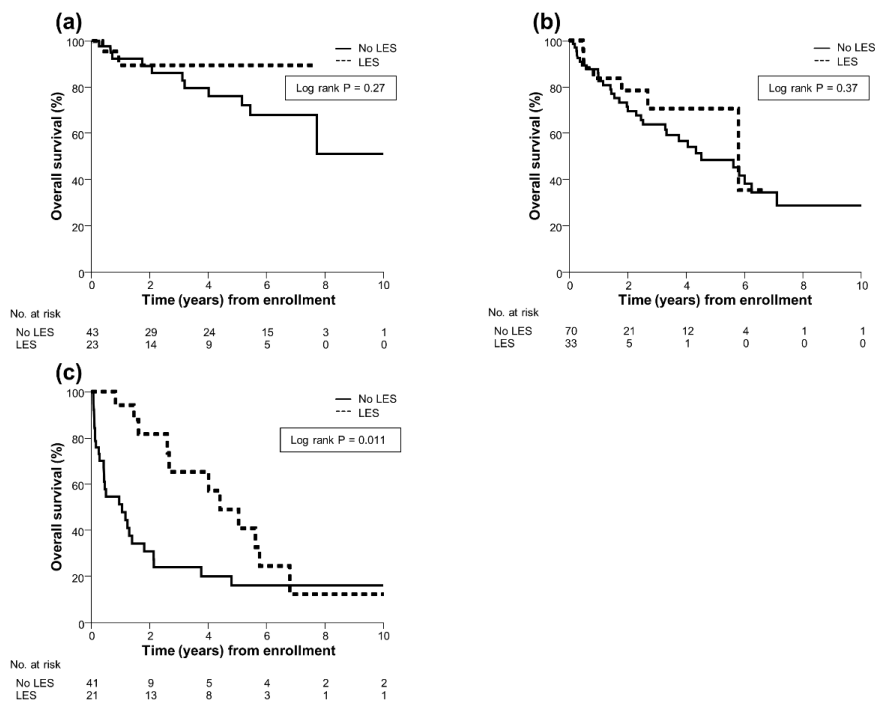 (a)
No LES
LES
Log rank P = 0.27
Overall survival (%)
100
80
60
40
20
0
0 2 4 6 8 10
Time (years) from enrollment
No. at risk
No LES 43 29 24 15 3 1
LES 23 14 9 5 0 0
(b)
No LES
LES
Log rank P = 0.37
Overall survival (%)
100
80
60
40
20
0
0 2 4 6 8 10
Time (years) from enrollment
No. at risk
No LES 70 21 12 4 1 1
LES 33 5 1 0 0 0
(c)
No LES
LES
Log rank P = 0.011
Overall survival (%)
100
80
60
40
20
0
0 2 4 6 8 10
Time (years) from enrollment
No. at risk
No LES 41 9 5 4 2 2
LES 21 13 8 3 1 1